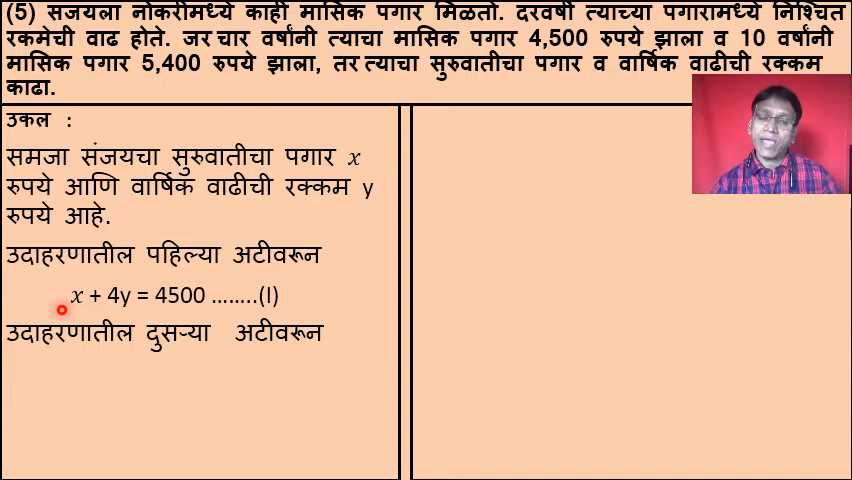 (5) संजयला नोकरीमध्ये काही मासिक पगार मिळतो. दरवर्षी त्याच्या पगारामध्ये निश्चित
रकमेची वाढ होते. जर चार वर्षांनी त्याचा मासिक पगार 4,500 रुपये झाला व 10 वर्षांनी
मासिक पगार 5,400 रुपये झाला, तर त्याचा सुरुवातीचा पगार व वार्षिक वाढीची रक्कम
काढा.
उकल :
समजा संजयचा सुरुवातीचा पगार x
रुपये आणि वार्षिक वाढीची रक्कम y
रुपये आहे.
उदाहरणातील पहिल्या अटीवरून
x + 4y = 4500 ........(I)
उदाहरणातील दुसऱ्या अटीवरून